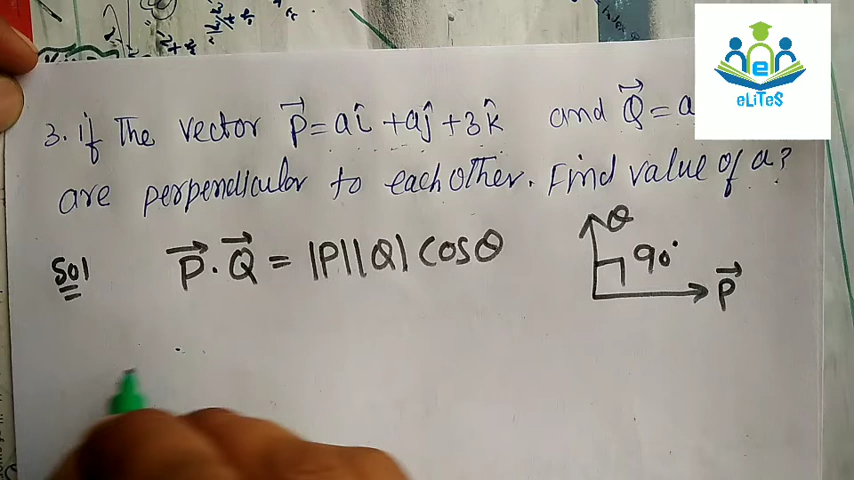 eLiTeS
3. if The vector P⃗ = aî + aĵ + 3k̂ and Q⃗ = a
are perpendicular to each other. Find value of a?
Sol P⃗ . Q⃗ = |P| |Q| cos θ
Q
90°
P⃗